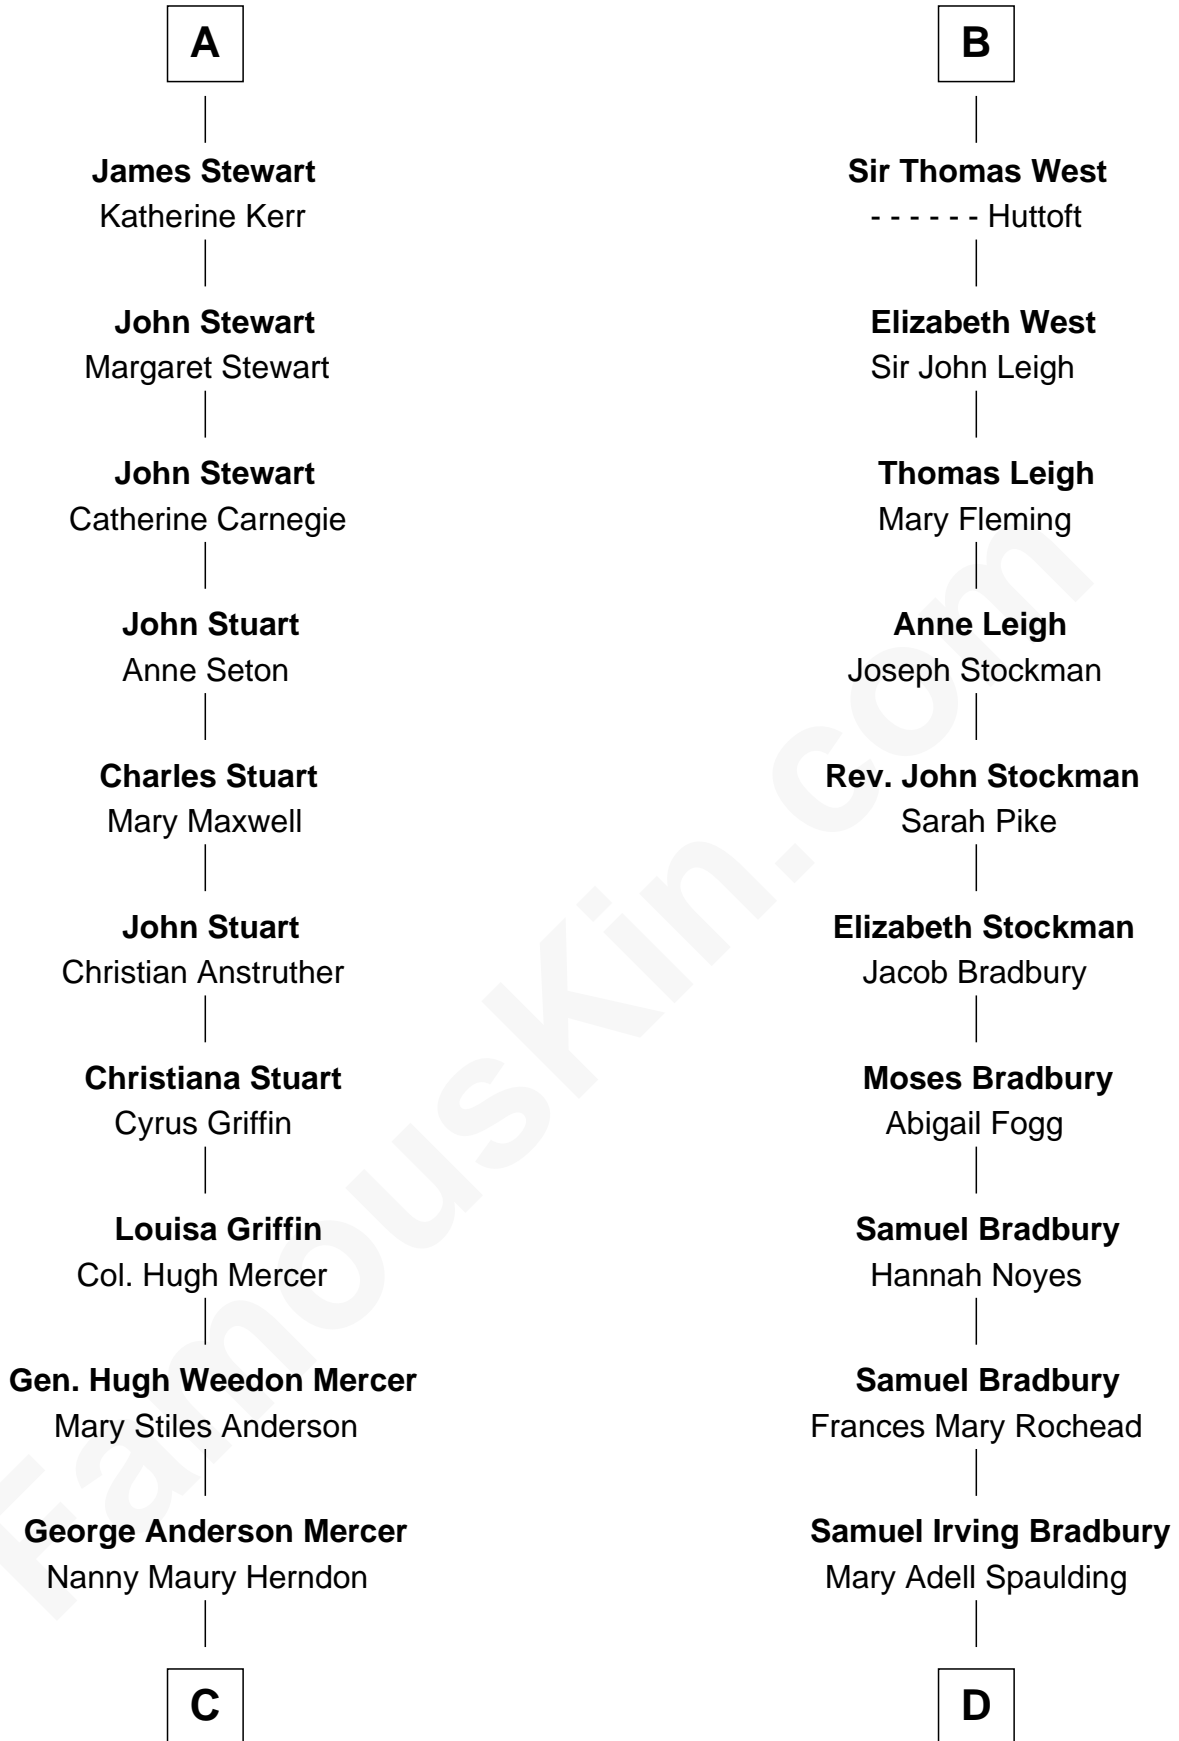 A
James Stewart
Katherine Kerr
John Stewart
Margaret Stewart
John Stewart
Catherine Carnegie
John Stuart
Anne Seton
Charles Stuart
Mary Maxwell
John Stuart
Christian Anstruther
Christiana Stuart
Cyrus Griffin
Louisa Griffin
Col. Hugh Mercer
Gen. Hugh Weedon Mercer
Mary Stiles Anderson
George Anderson Mercer
Nanny Maury Herndon
C
B
Sir Thomas West
- - - - - - Huttoft
Elizabeth West
Sir John Leigh
Thomas Leigh
Mary Fleming
Anne Leigh
Joseph Stockman
Rev. John Stockman
Sarah Pike
Elizabeth Stockman
Jacob Bradbury
Moses Bradbury
Abigail Fogg
Samuel Bradbury
Hannah Noyes
Samuel Bradbury
Frances Mary Rochead
Samuel Irving Bradbury
Mary Adell Spaulding
D
FamousKin.com